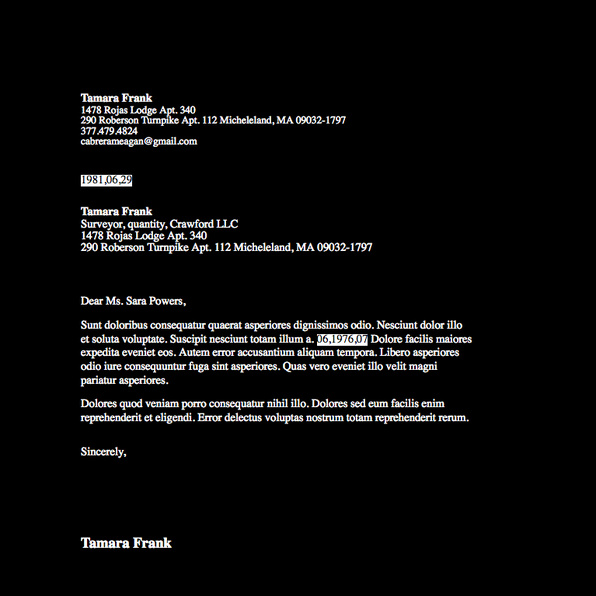 Tamara Frank
1478 Rojas Lodge Apt. 340
290 Roberson Turnpike Apt. 112 Micheleland, MA 09032-1797
377.479.4824
cabrerameagan@gmail.com
1981,06,29
Tamara Frank
Surveyor, quantity, Crawford LLC
1478 Rojas Lodge Apt. 340
290 Roberson Turnpike Apt. 112 Micheleland, MA 09032-1797
Dear Ms. Sara Powers,
Sunt doloribus consequatur quaerat asperiores dignissimos odio. Nesciunt dolor illo
et soluta voluptate. Suscipit nesciunt totam illum a. 06,1976,07 Dolore facilis maiores
expedita eveniet eos. Autem error accusantium aliquam tempora. Libero asperiores
odio iure consequuntur fuga sint asperiores. Quas vero eveniet illo velit magni
pariatur asperiores.
Dolores quod veniam porro consequatur nihil illo. Dolores sed eum facilis enim
reprehenderit et eligendi. Error delectus voluptas nostrum totam reprehenderit rerum.
Sincerely,
Tamara Frank